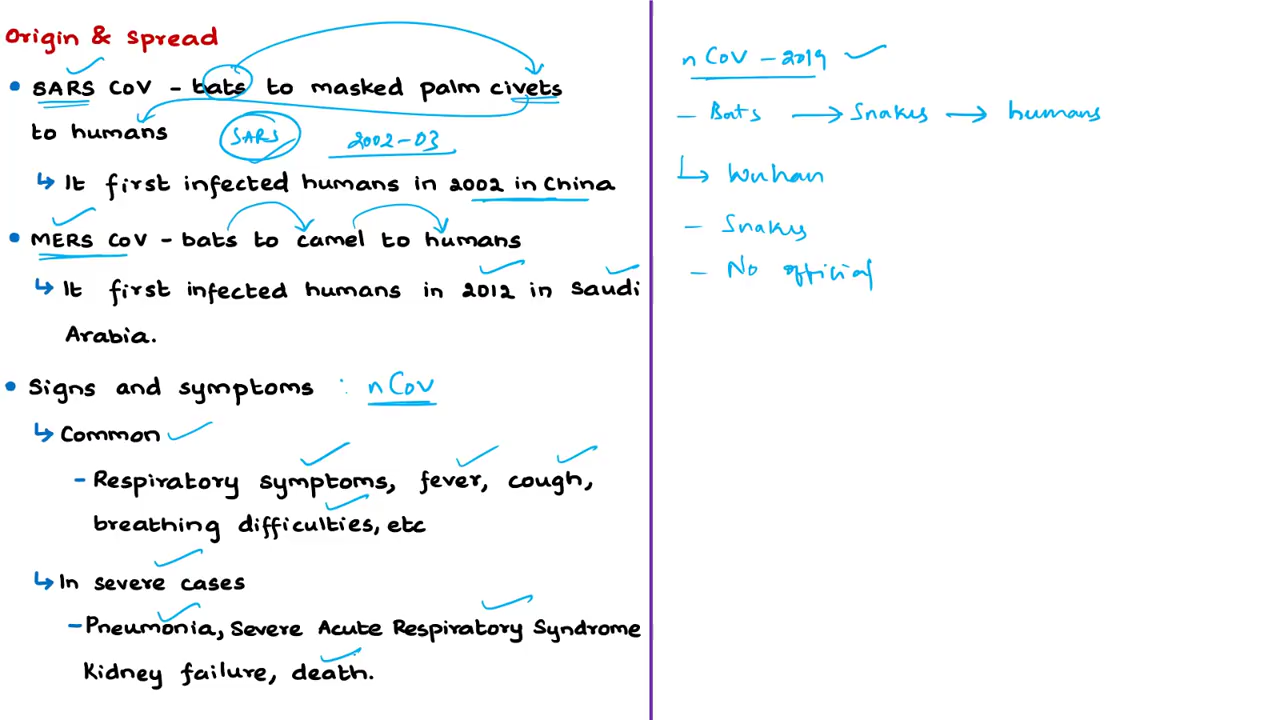 Origin & spread
• SARS CoV - bats to masked palm civets
to humans
SARS 2002-03
↳ It first infected humans in 2002 in China
• MERS CoV - bats to camel to humans
↳ It first infected humans in 2012 in Saudi
Arabia.
• Signs and symptoms : nCoV
↳ Common
- Respiratory symptoms, fever, cough,
breathing difficulties, etc
↳ In severe cases
- Pneumonia, Severe Acute Respiratory Syndrome
Kidney failure, death.
nCoV - 2019
- Bats → Snakes → humans
↳ Wuhan
- Snakes
- No official